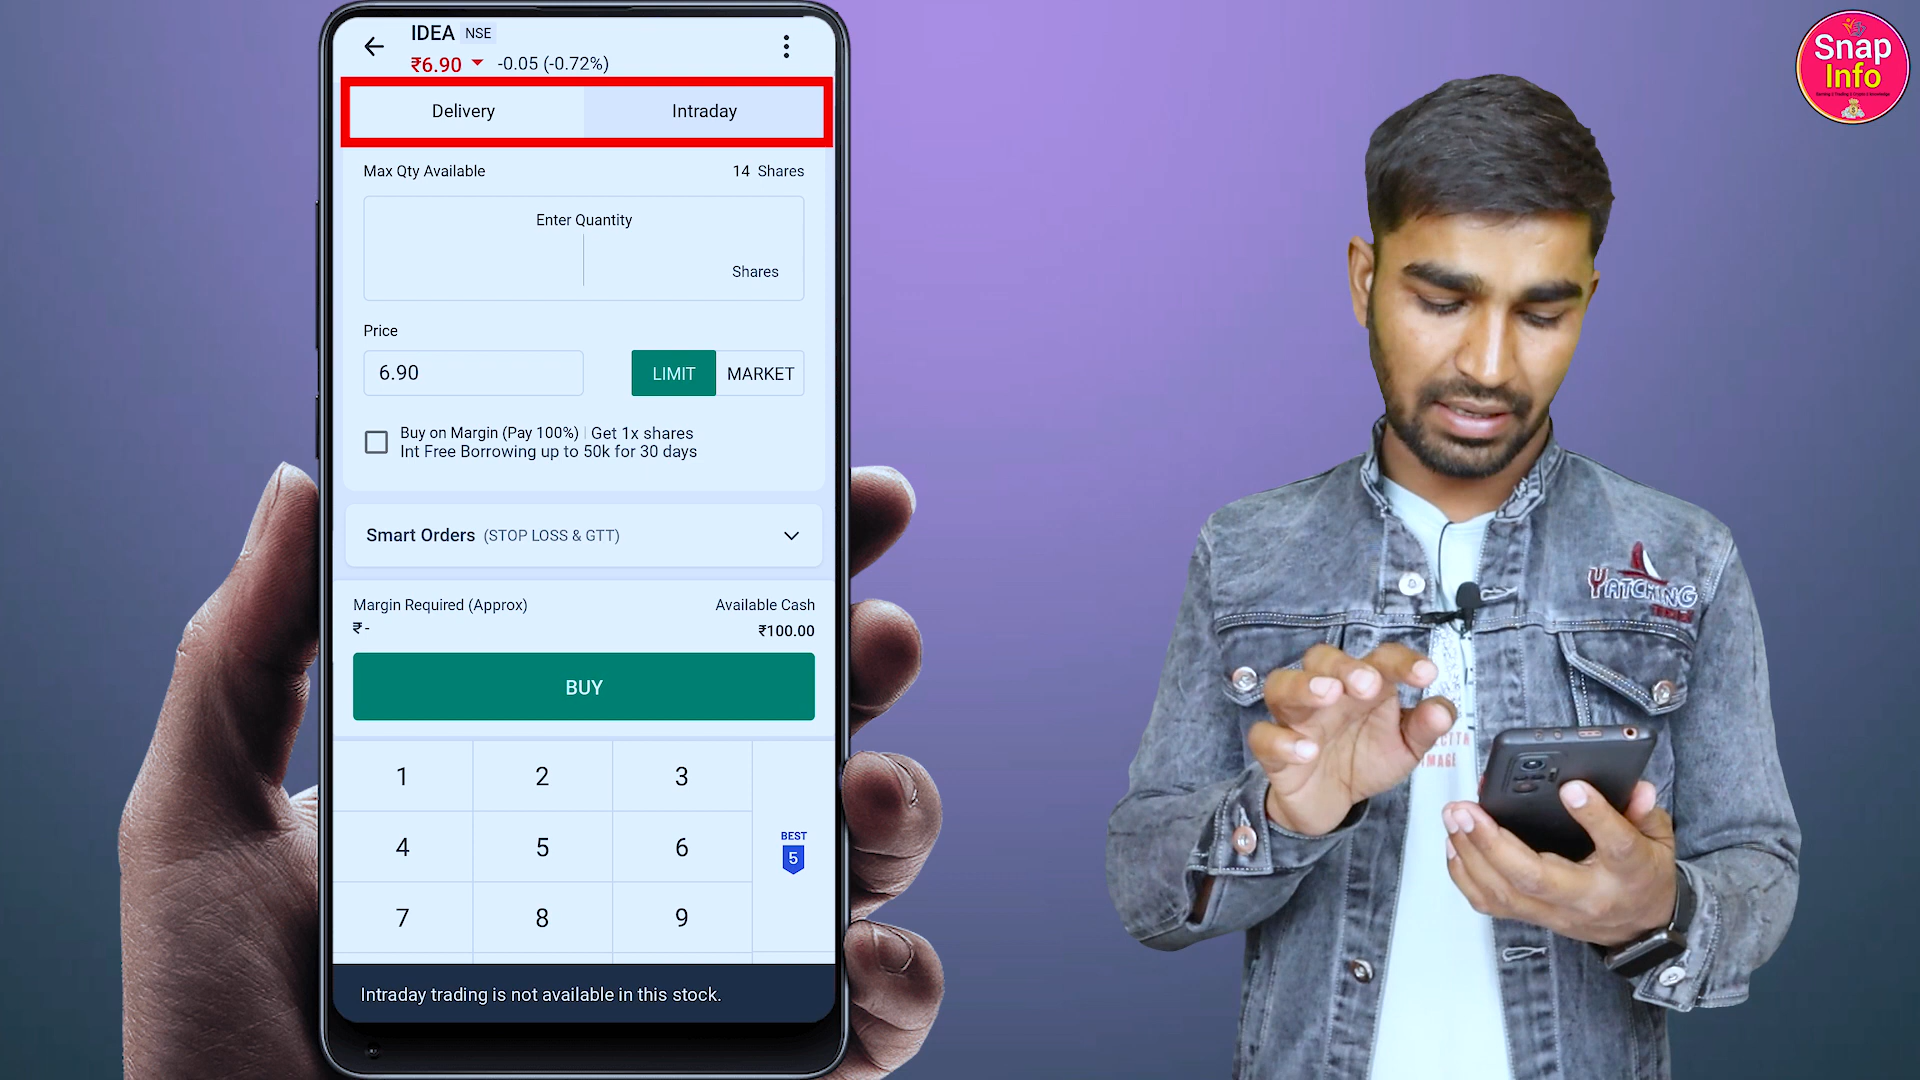 IDEA NSE
₹6.90 -0.05 (-0.72%)
Delivery Intraday
Max Qty Available 14 Shares
Enter Quantity
Shares
Price
6.90 LIMIT MARKET
Buy on Margin (Pay 100%) | Get 1x shares
Int Free Borrowing up to 50k for 30 days
Smart Orders (STOP LOSS & GTT)
Margin Required (Approx) Available Cash
₹- ₹100.00
BUY
1 2 3
BEST
4 5 6 5
7 8 9
Intraday trading is not available in this stock.
Snap
Info
YATCHING
IMAGE